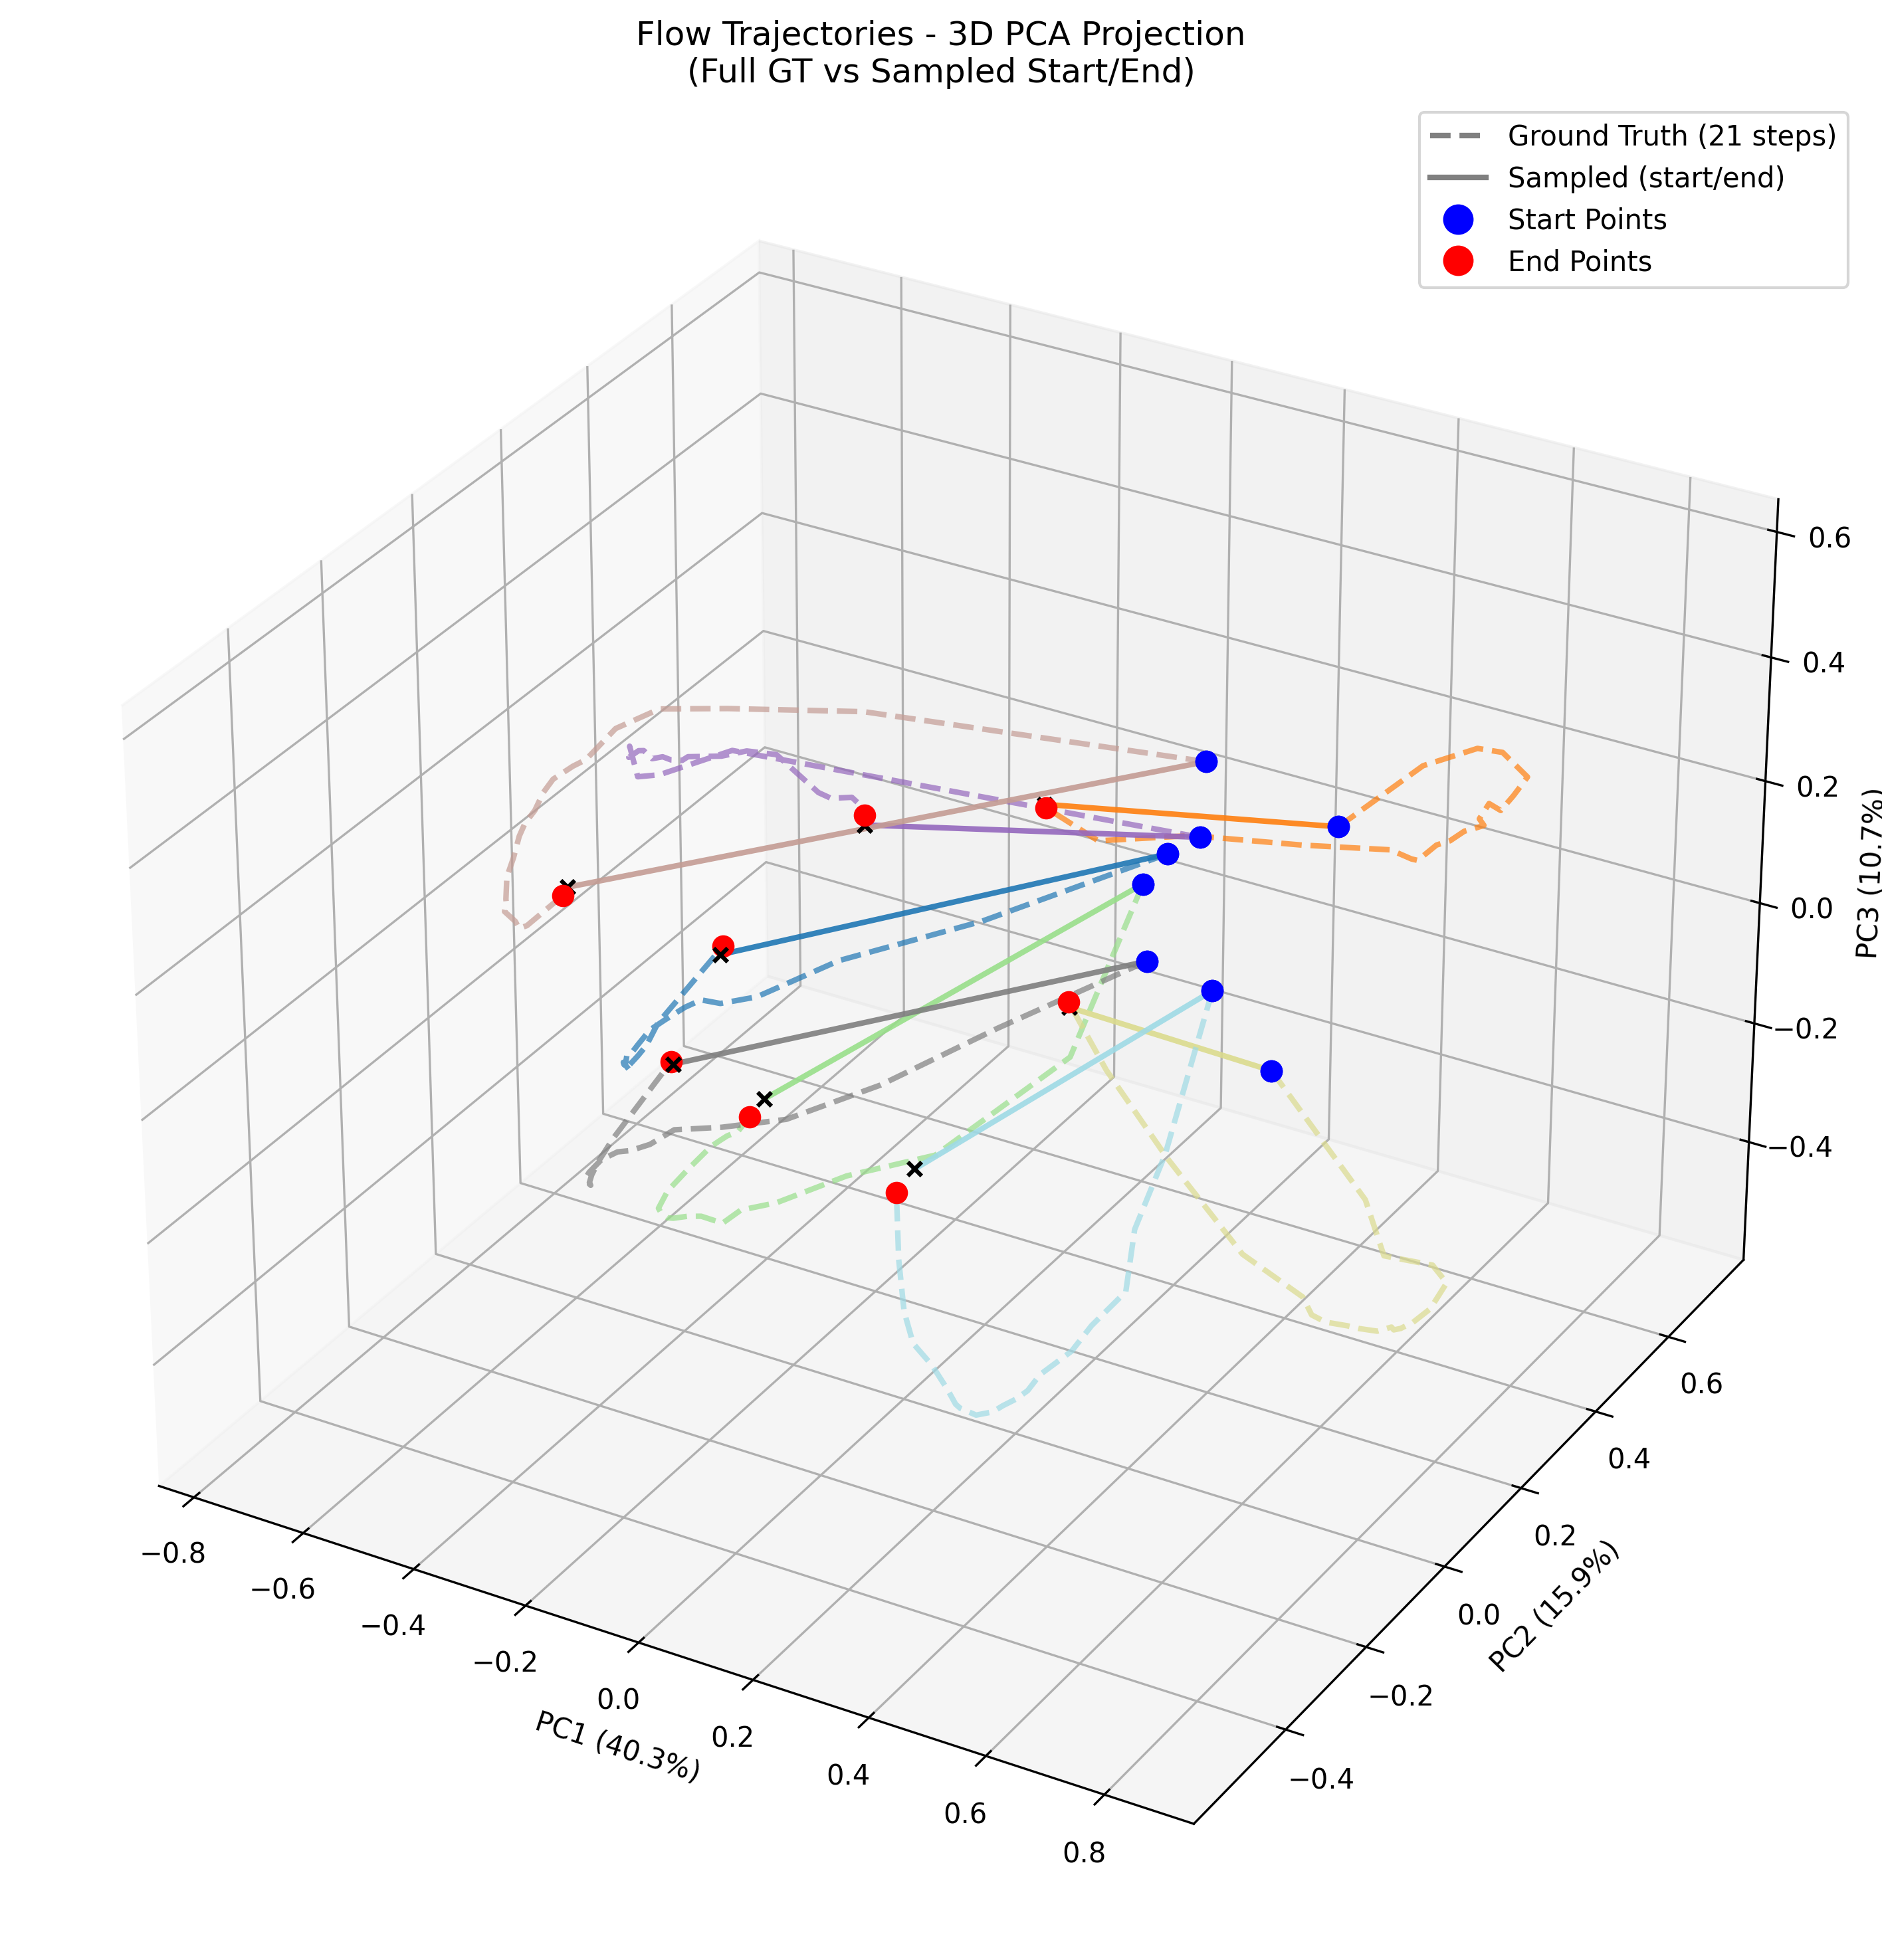 Flow Trajectories - 3D PCA Projection
(Full GT vs Sampled Start/End)
Ground Truth (21 steps)
Sampled (start/end)
Start Points
End Points
0.6
0.4
0.2
0.0
−0.2
−0.4
PC3 (10.7%)
0.6
0.4
0.2
0.0
−0.2
−0.4
PC2 (15.9%)
−0.8
−0.6
−0.4
−0.2
0.0
0.2
0.4
0.6
0.8
PC1 (40.3%)